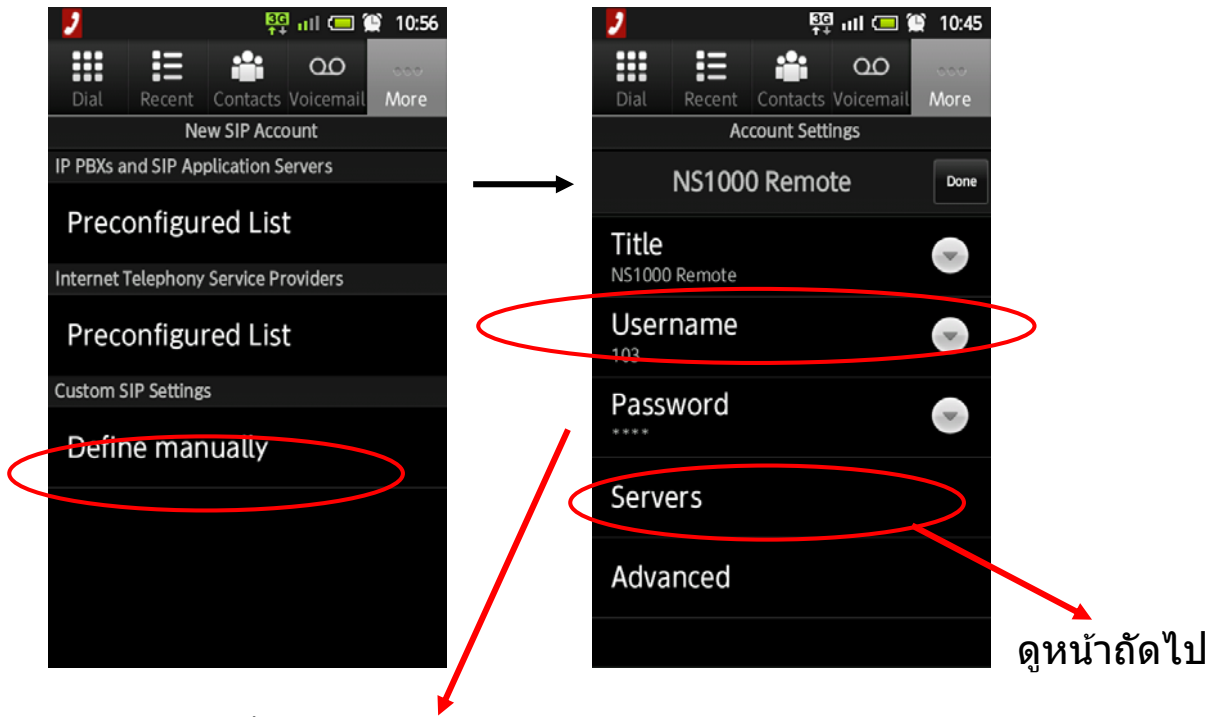 3G 10:56
Dial Recent Contacts Voicemail More
New SIP Account
IP PBXs and SIP Application Servers
Preconfigured List
Internet Telephony Service Providers
Preconfigured List
Custom SIP Settings
Define manually
3G 10:45
Dial Recent Contacts Voicemail More
Account Settings
NS1000 Remote Done
Title
NS1000 Remote
Username
103
Password
****
Servers
Advanced
ดูหน้าถัดไป